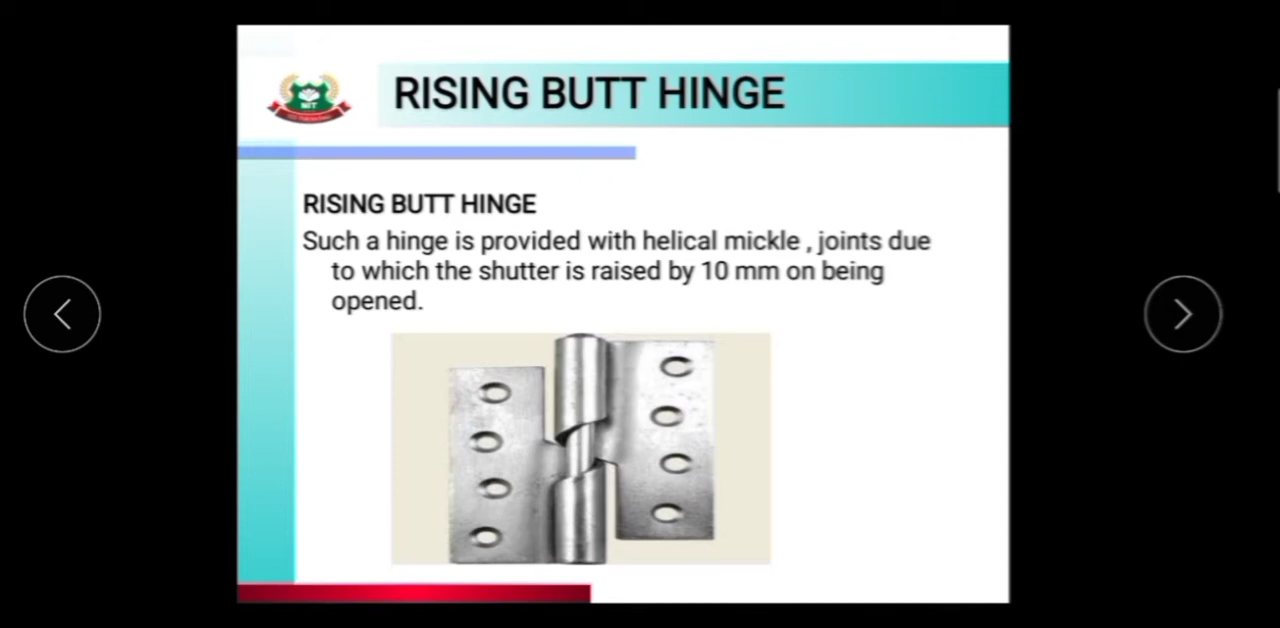 NIT
RISING BUTT HINGE
RISING BUTT HINGE
Such a hinge is provided with helical mickle , joints due
to which the shutter is raised by 10 mm on being
opened.